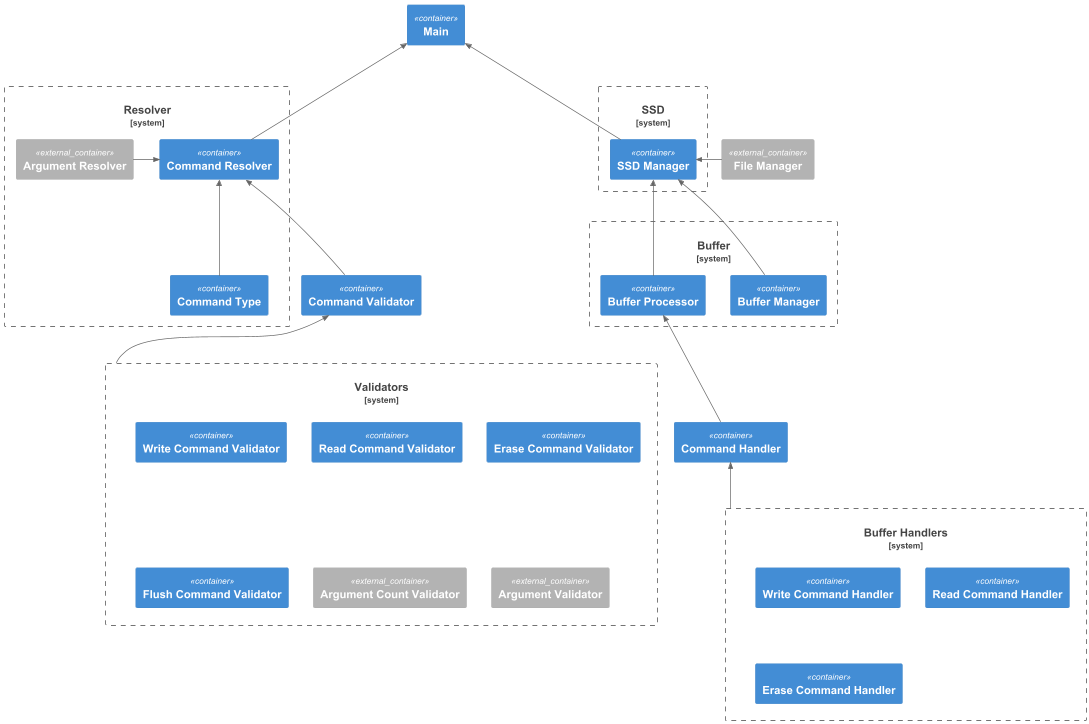 «container»
Main
Resolver
[system]
SSD
[system]
«external_container»
Argument Resolver
«container»
Command Resolver
«container»
SSD Manager
«external_container»
File Manager
Buffer
[system]
«container»
Command Type
«container»
Command Validator
«container»
Buffer Processor
«container»
Buffer Manager
Validators
[system]
«container»
Write Command Validator
«container»
Read Command Validator
«container»
Erase Command Validator
«container»
Command Handler
Buffer Handlers
[system]
«container»
Flush Command Validator
«external_container»
Argument Count Validator
«external_container»
Argument Validator
«container»
Write Command Handler
«container»
Read Command Handler
«container»
Erase Command Handler